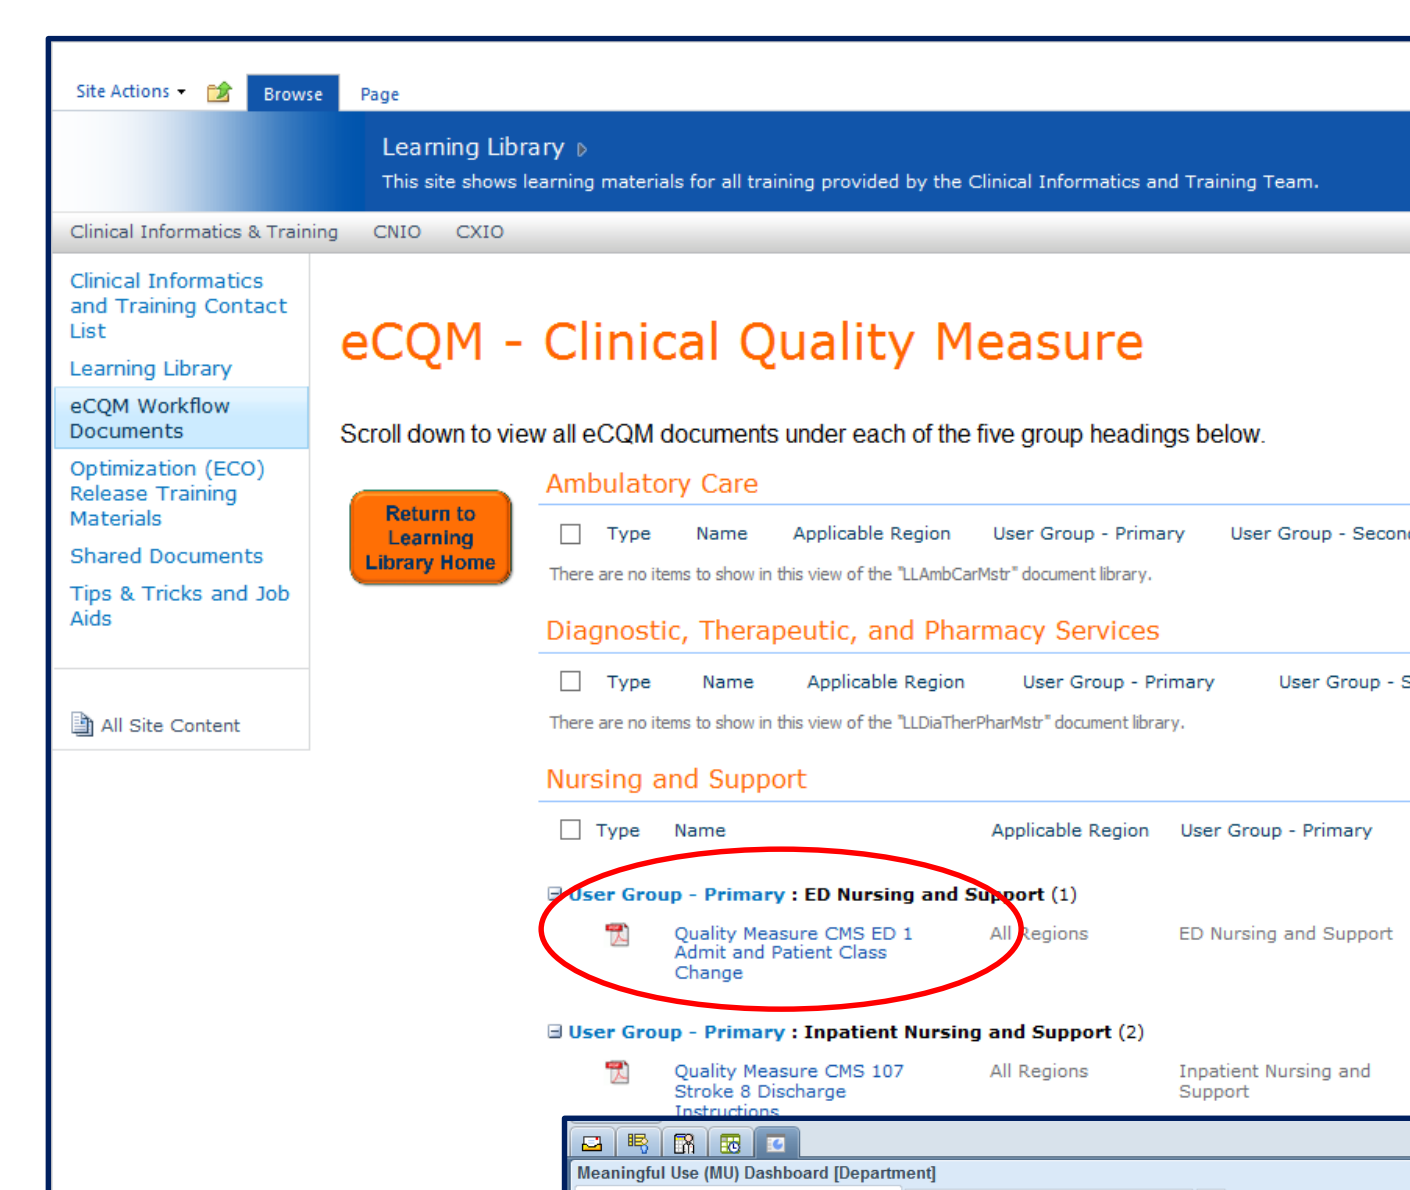 Site Actions Browse Page
Learning Library
This site shows learning materials for all training provided by the Clinical Informatics and Training Team.
Clinical Informatics & Training CNIO CXIO
Clinical Informatics
and Training Contact
List
Learning Library
eCQM Workflow
Documents
Optimization (ECO)
Release Training
Materials
Shared Documents
Tips & Tricks and Job
Aids
All Site Content
eCQM - Clinical Quality Measure
Scroll down to view all eCQM documents under each of the five group headings below.
Return to
Learning
Library Home
Ambulatory Care
Type Name Applicable Region User Group - Primary User Group - Second
There are no items to show in this view of the "LLAmbCarMstr" document library.
Diagnostic, Therapeutic, and Pharmacy Services
Type Name Applicable Region User Group - Primary User Group - S
There are no items to show in this view of the "LLDiaTherPharMstr" document library.
Nursing and Support
Type Name Applicable Region User Group - Primary
User Group - Primary : ED Nursing and Support (1)
Quality Measure CMS ED 1 All Regions ED Nursing and Support
Admit and Patient Class
Change
User Group - Primary : Inpatient Nursing and Support (2)
Quality Measure CMS 107 All Regions Inpatient Nursing and
Stroke 8 Discharge Support
Instructions
Meaningful Use (MU) Dashboard [Department]